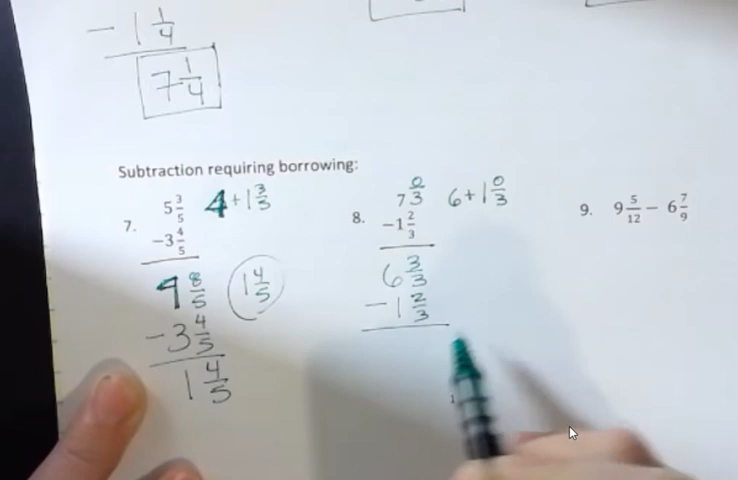 - 1 1/4
7 1/4
Subtraction requiring borrowing:
7. 5 3/5 - 3 4/5
4 + 1 3/5
4 8/5
- 3 4/5
1 4/5
1 4/5
8. 7 0/3 - 1 2/3
6 + 1 0/3
6 3/3
- 1 2/3
9. 9 5/12 - 6 7/9